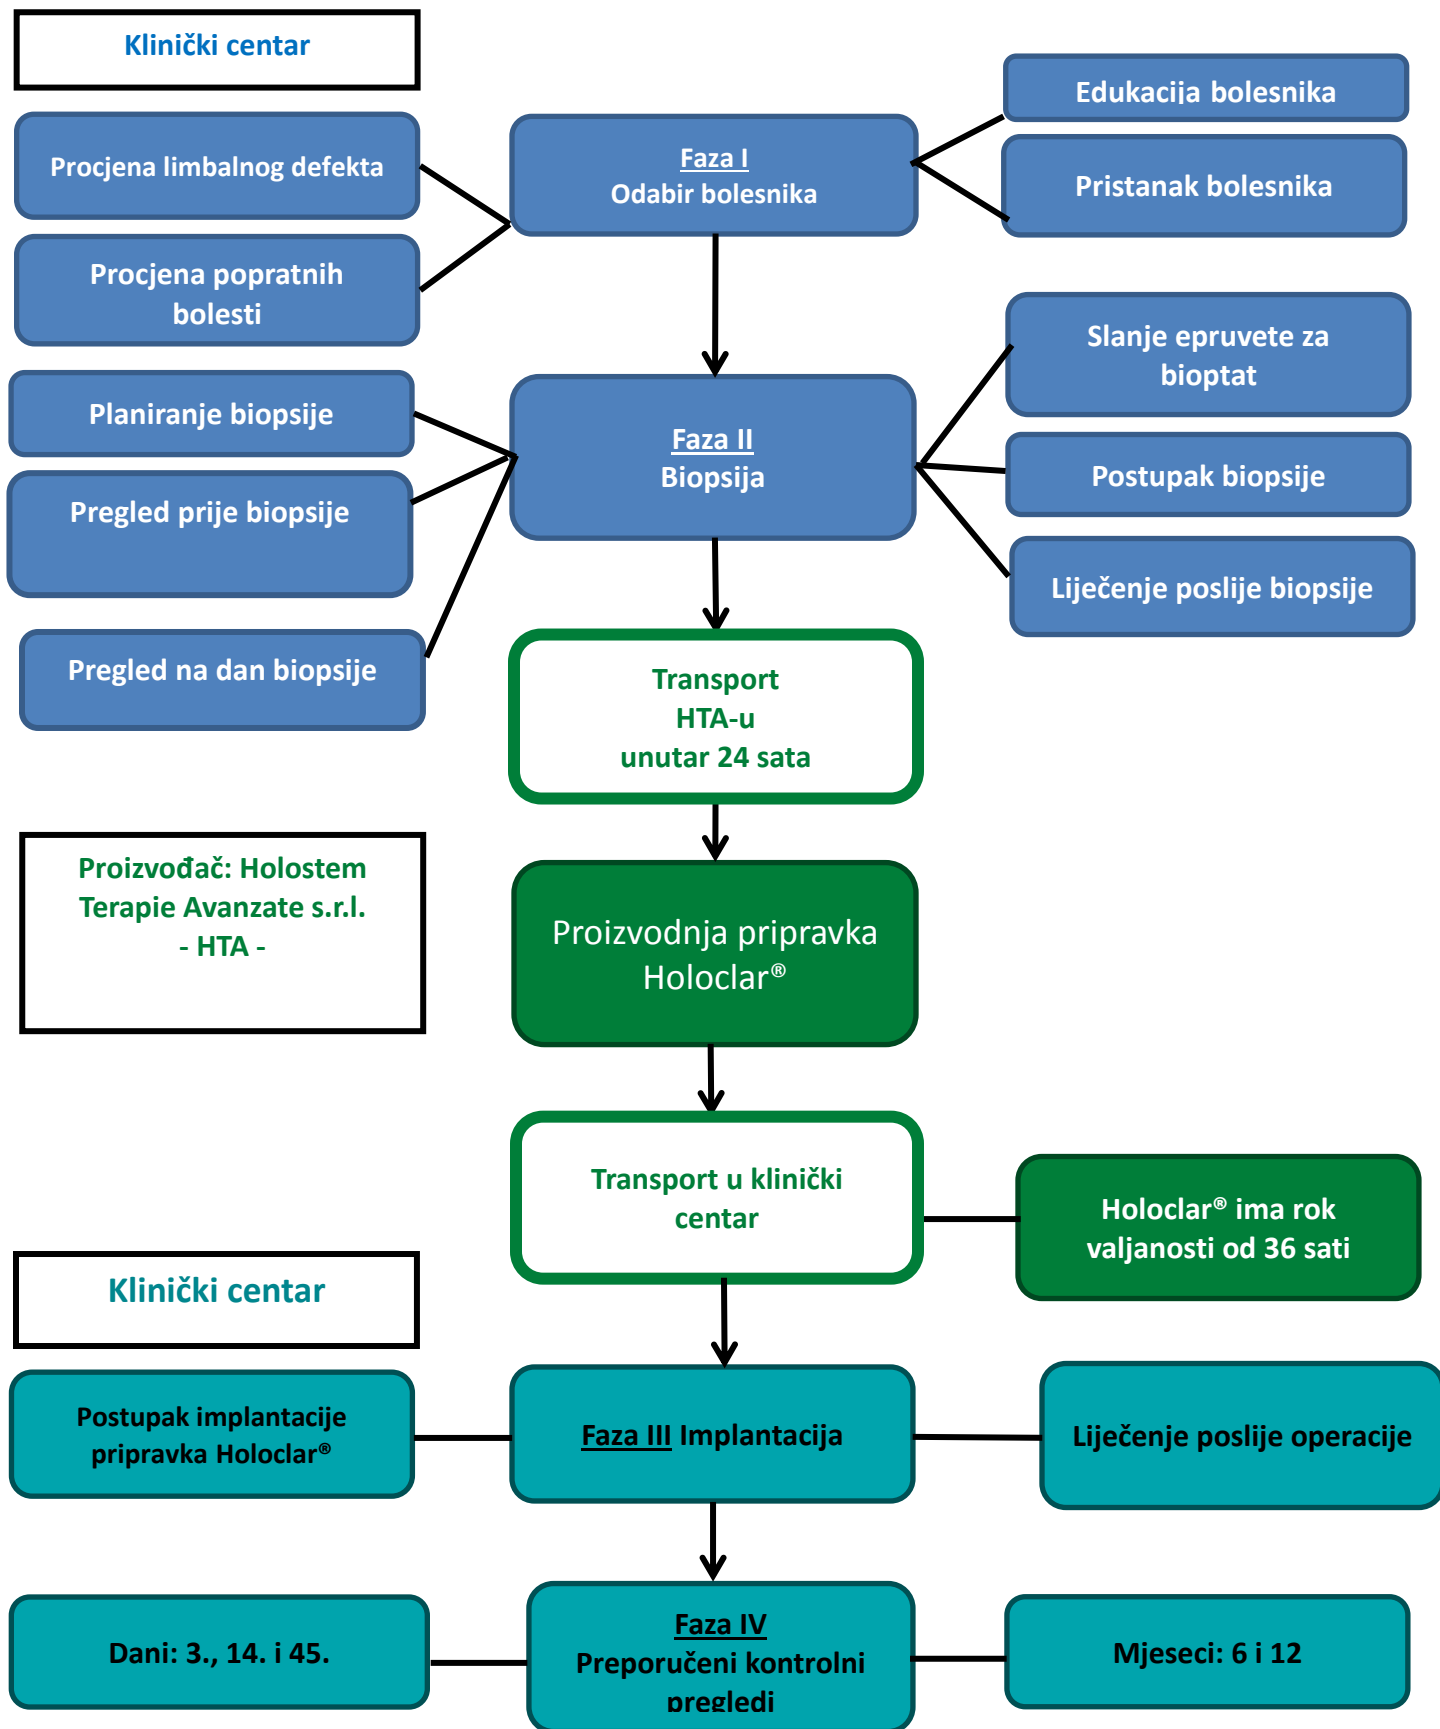 Klinički centar
Procjena limbalnog defekta
Procjena popratnih
bolesti
Faza I
Odabir bolesnika
Edukacija bolesnika
Pristanak bolesnika
Planiranje biopsije
Pregled prije biopsije
Pregled na dan biopsije
Faza II
Biopsija
Slanje epruvete za
bioptat
Postupak biopsije
Liječenje poslije biopsije
Transport
HTA-u
unutar 24 sata
Proizvođač: Holostem
Terapie Avanzate s.r.l.
- HTA -
Proizvodnja pripravka
Holoclar®
Transport u klinički
centar
Holoclar® ima rok
valjanosti od 36 sati
Klinički centar
Postupak implantacije
pripravka Holoclar®
Faza III Implantacija
Liječenje poslije operacije
Dani: 3., 14. i 45.
Faza IV
Preporučeni kontrolni
pregledi
Mjeseci: 6 i 12